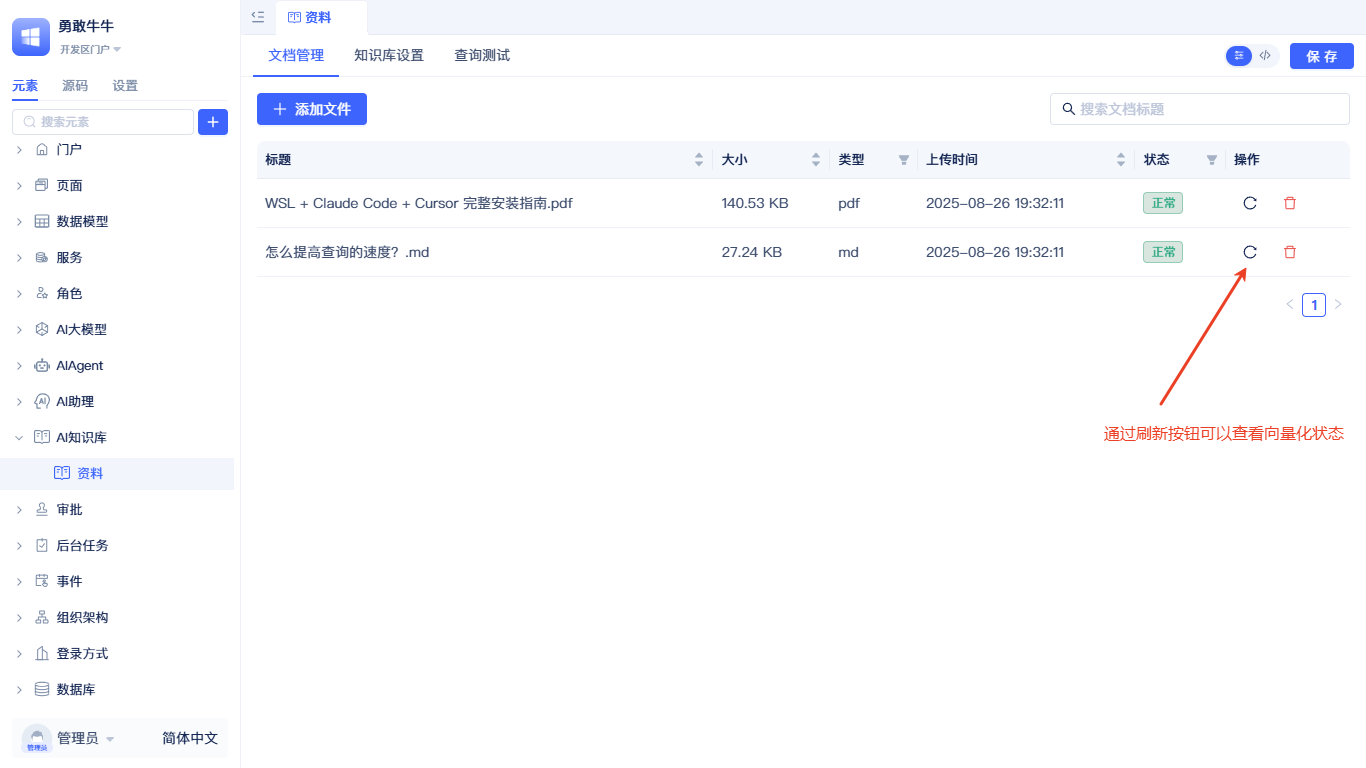 勇敢牛牛
开发区门户
元素 源码 设置
搜索元素
门户
页面
数据模型
服务
角色
AI大模型
AIAgent
AI助理
AI知识库
资料
审批
后台任务
事件
组织架构
登录方式
数据库
管理员
管理员 简体中文
资料
文档管理 知识库设置 查询测试
保存
添加文件
搜索文档标题
标题 大小 类型 上传时间 状态 操作
WSL + Claude Code + Cursor 完整安装指南.pdf 140.53 KB pdf 2025-08-26 19:32:11 正常
怎么提高查询的速度？.md 27.24 KB md 2025-08-26 19:32:11 正常
1
通过刷新按钮可以查看向量化状态